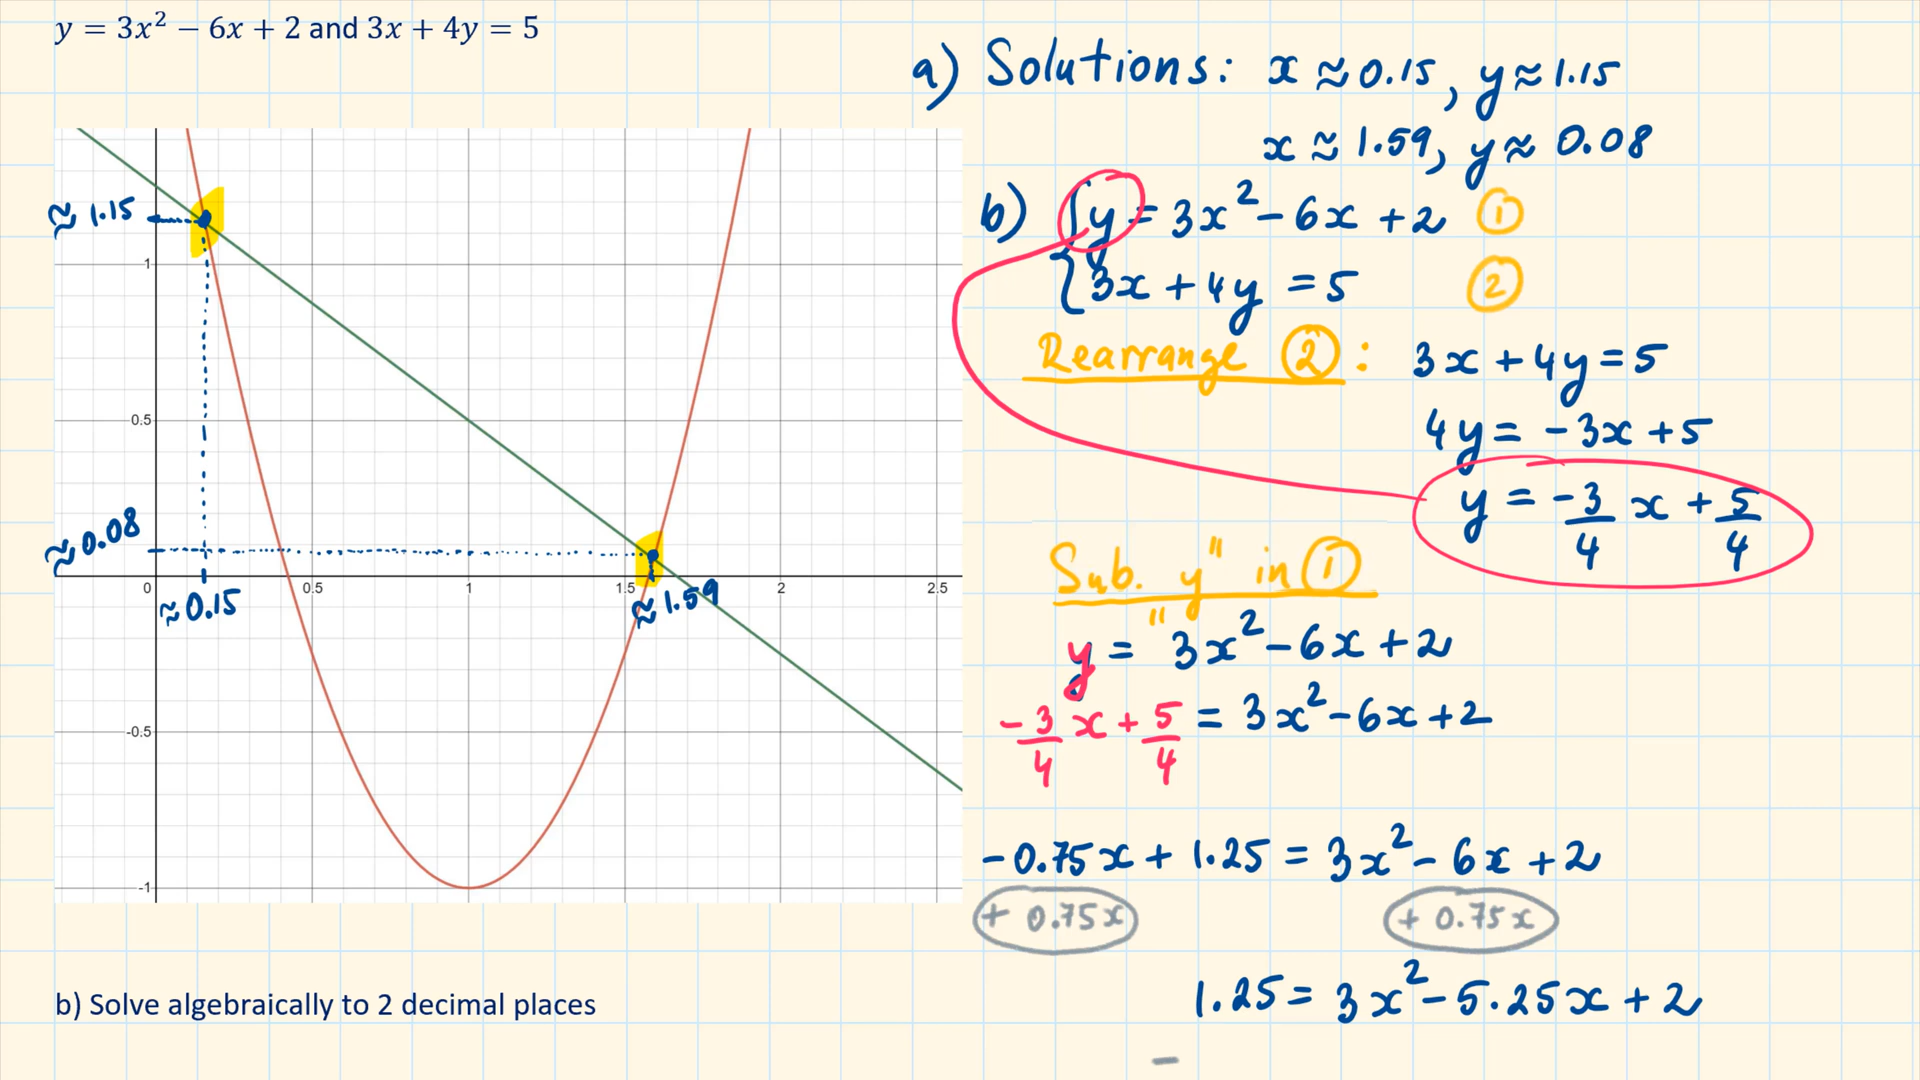 y = 3x² − 6x + 2 and 3x + 4y = 5
a) Solutions: x ≈ 0.15, y ≈ 1.15
x ≈ 1.59, y ≈ 0.08
≈ 1.15
1
0.5
≈ 0.08
0
0.5
1.5
2
2.5
≈ 0.15
≈ 1.59
-0.5
-1
b) y = 3x² - 6x + 2 ①
3x + 4y = 5 ②
Rearrange ②: 3x + 4y = 5
4y = -3x + 5
y = -3/4 x + 5/4
Sub. "y" in ①
y = 3x² - 6x + 2
-3/4 x + 5/4 = 3x² - 6x + 2
-0.75x + 1.25 = 3x² - 6x + 2
+ 0.75x + 0.75x
1.25 = 3x² - 5.25x + 2
-
b) Solve algebraically to 2 decimal places